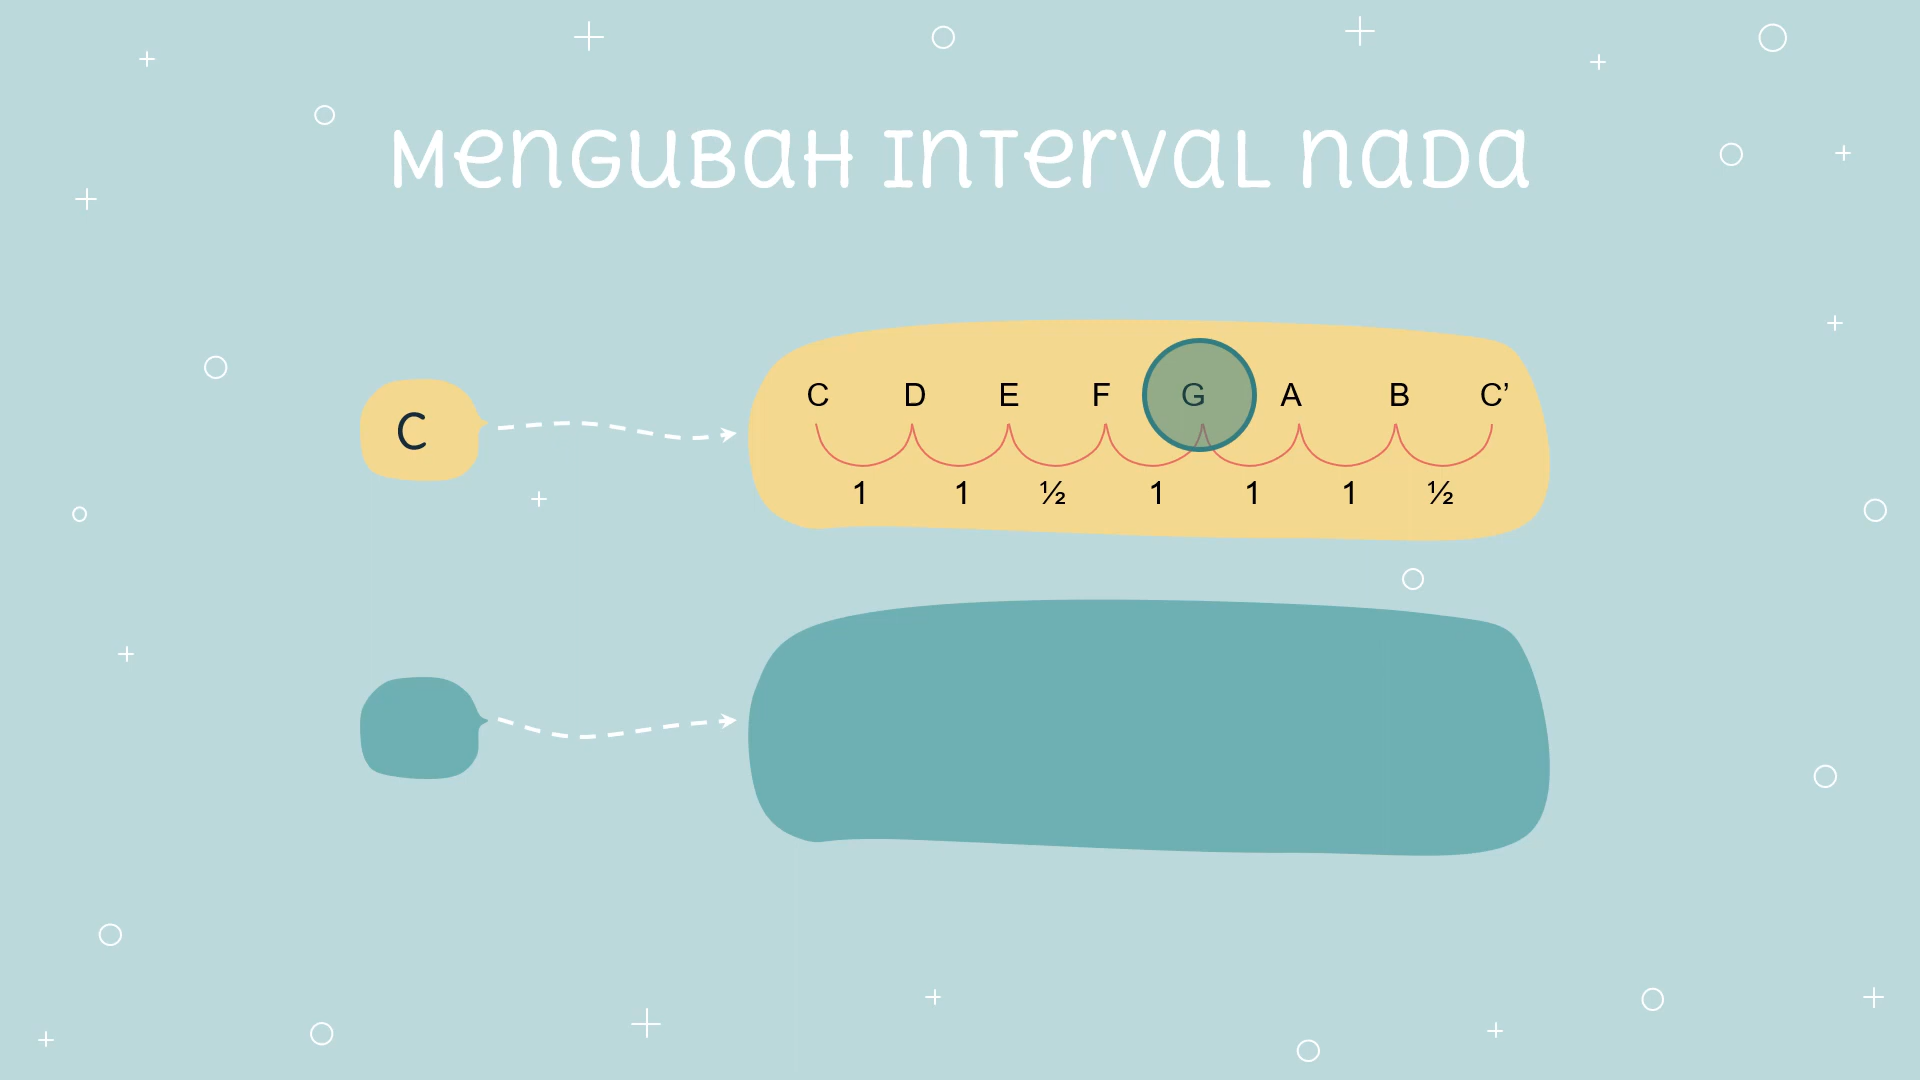 Mengubah Interval Nada
C
C D E F G A B C’
1 1 ½ 1 1 1 ½